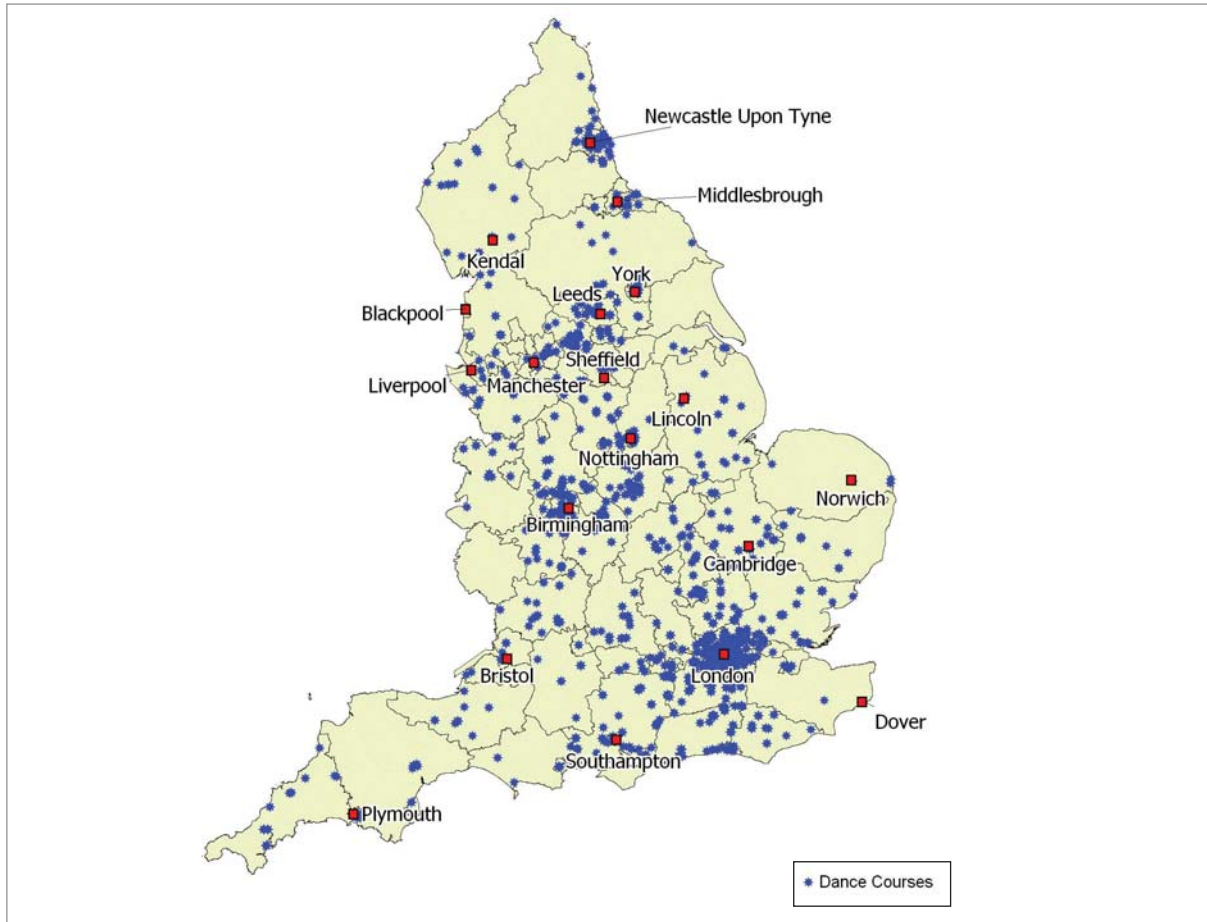 Newcastle Upon Tyne
Middlesbrough
Kendal
York
Leeds
Blackpool
Sheffield
Liverpool
Manchester
Lincoln
Nottingham
Norwich
Birmingham
Cambridge
Bristol
London
Dover
Southampton
Plymouth
Dance Courses